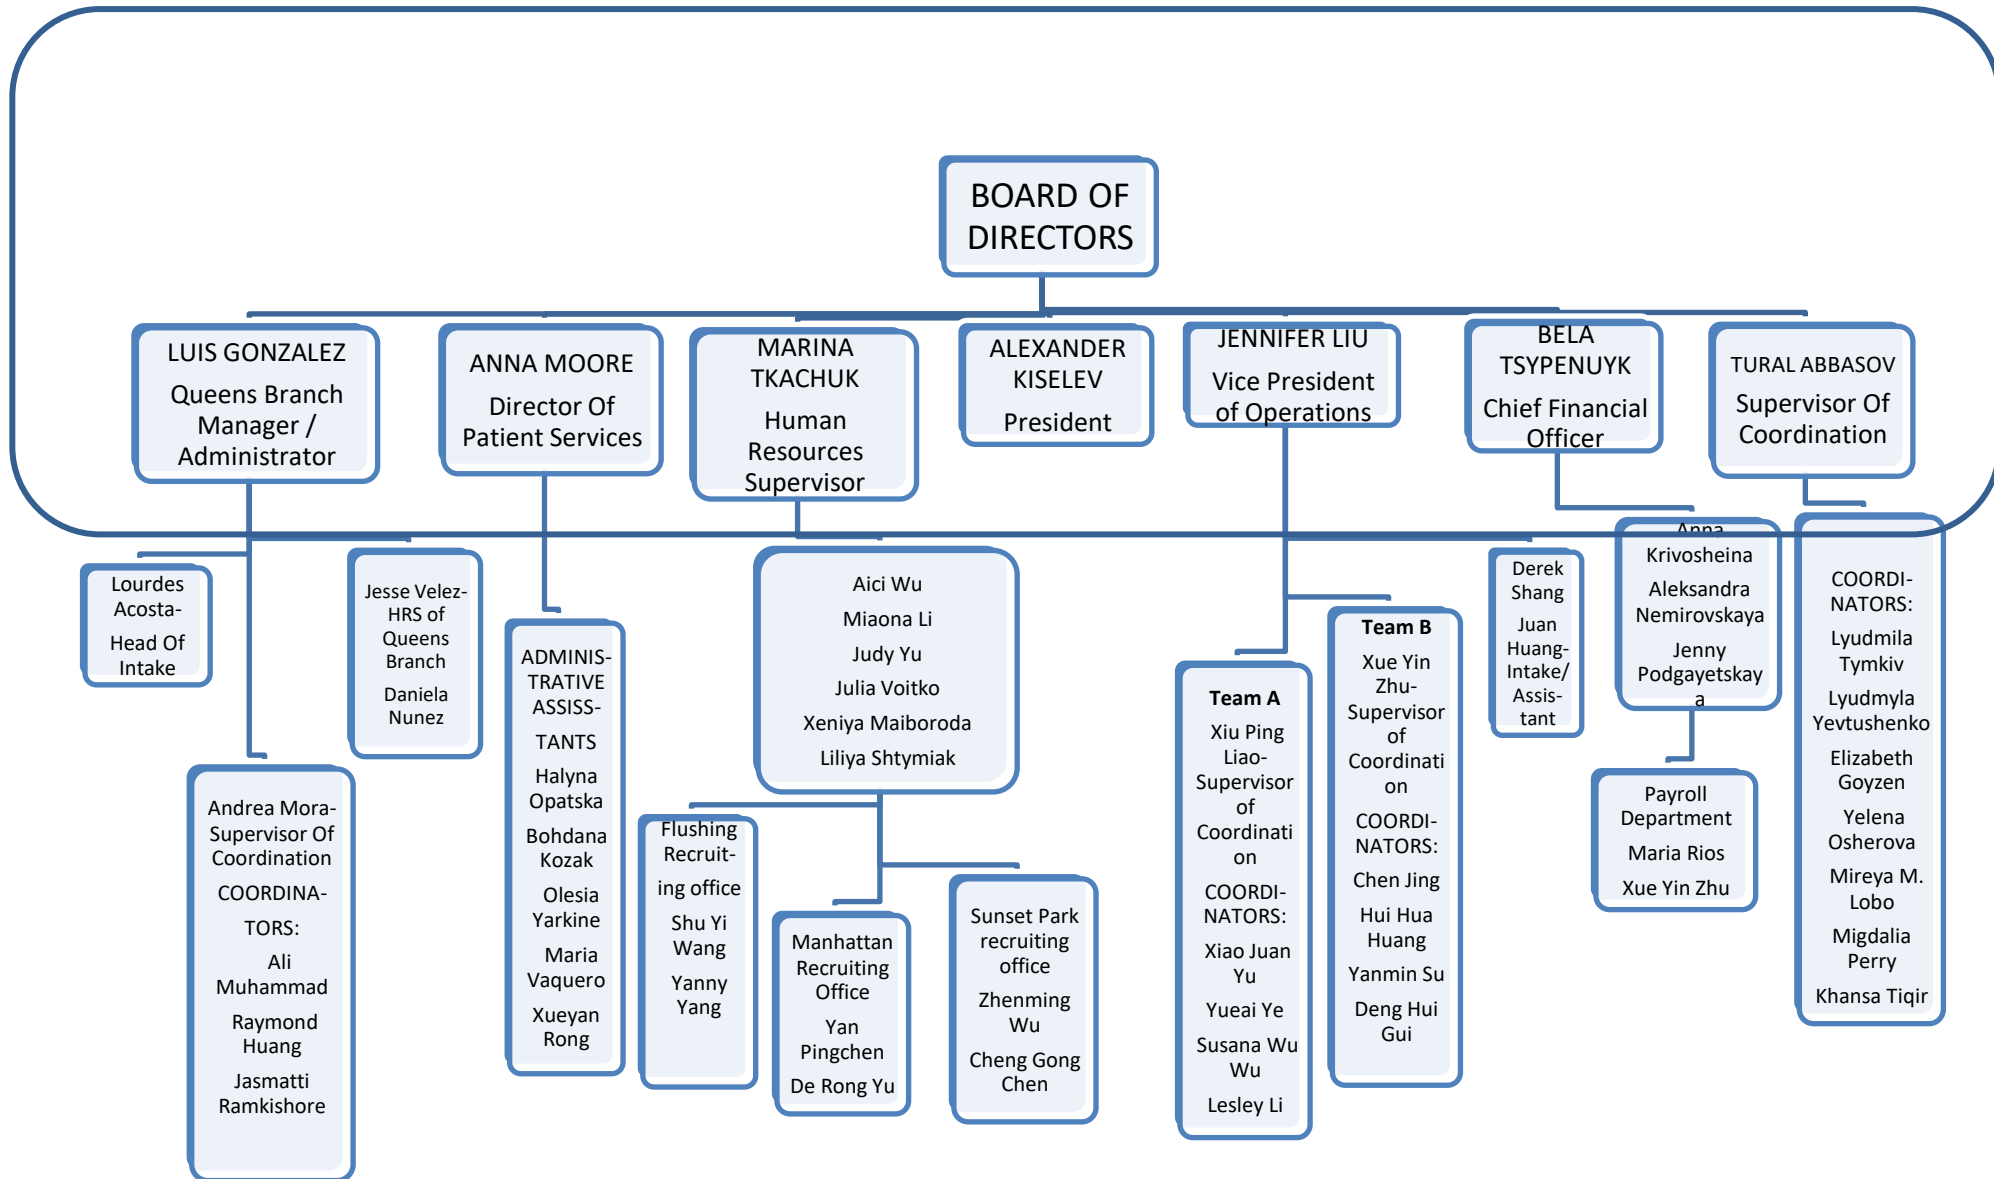 BOARD OF
DIRECTORS
LUIS GONZALEZ
Queens Branch
Manager /
Administrator
ANNA MOORE
Director Of
Patient Services
MARINA
TKACHUK
Human
Resources
Supervisor
ALEXANDER
KISELEV
President
JENNIFER LIU
Vice President
of Operations
BELA
TSYPENUYK
Chief Financial
Officer
TURAL ABBASOV
Supervisor Of
Coordination
Lourdes
Acosta-
Head Of
Intake
Andrea Mora-
Supervisor Of
Coordination
COORDINA-
TORS:
Ali
Muhammad
Raymond
Huang
Jasmatti
Ramkishore
Jesse Velez-
HRS of
Queens
Branch
Daniela
Nunez
ADMINIS-
TRATIVE
ASSISS-
TANTS
Halyna
Opatska
Bohdana
Kozak
Olesia
Yarkine
Maria
Vaquero
Xueyan
Rong
Aici Wu
Miaona Li
Judy Yu
Julia Voitko
Xeniya Maiboroda
Liliya Shtymiak
Flushing
Recruit-
ing office
Shu Yi
Wang
Yanny
Yang
Manhattan
Recruiting
Office
Yan
Pingchen
De Rong Yu
Sunset Park
recruiting
office
Zhenming
Wu
Cheng Gong
Chen
Team A
Xiu Ping
Liao-
Supervisor
of
Coordinati
on
COORDI-
NATORS:
Xiao Juan
Yu
Yueai Ye
Susana Wu
Wu
Lesley Li
Team B
Xue Yin
Zhu-
Supervisor
of
Coordinati
on
COORDI-
NATORS:
Chen Jing
Hui Hua
Huang
Yanmin Su
Deng Hui
Gui
Derek
Shang
Juan
Huang-
Intake/
Assis-
tant
Anna
Krivosheina
Aleksandra
Nemirovskaya
Jenny
Podgayetskay
a
Payroll
Department
Maria Rios
Xue Yin Zhu
COORDI-
NATORS:
Lyudmila
Tymkiv
Lyudmyla
Yevtushenko
Elizabeth
Goyzen
Yelena
Osherova
Mireya M.
Lobo
Migdalia
Perry
Khansa Tiqir